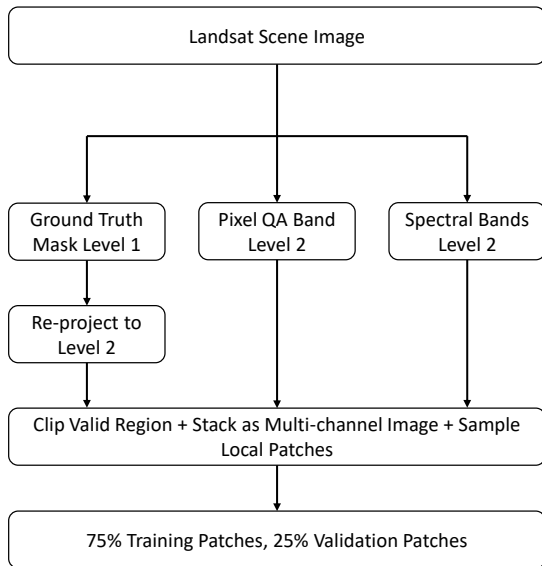 Landsat Scene Image
Ground Truth
Mask Level 1
Pixel QA Band
Level 2
Spectral Bands
Level 2
Re-project to
Level 2
Clip Valid Region + Stack as Multi-channel Image + Sample
Local Patches
75% Training Patches, 25% Validation Patches